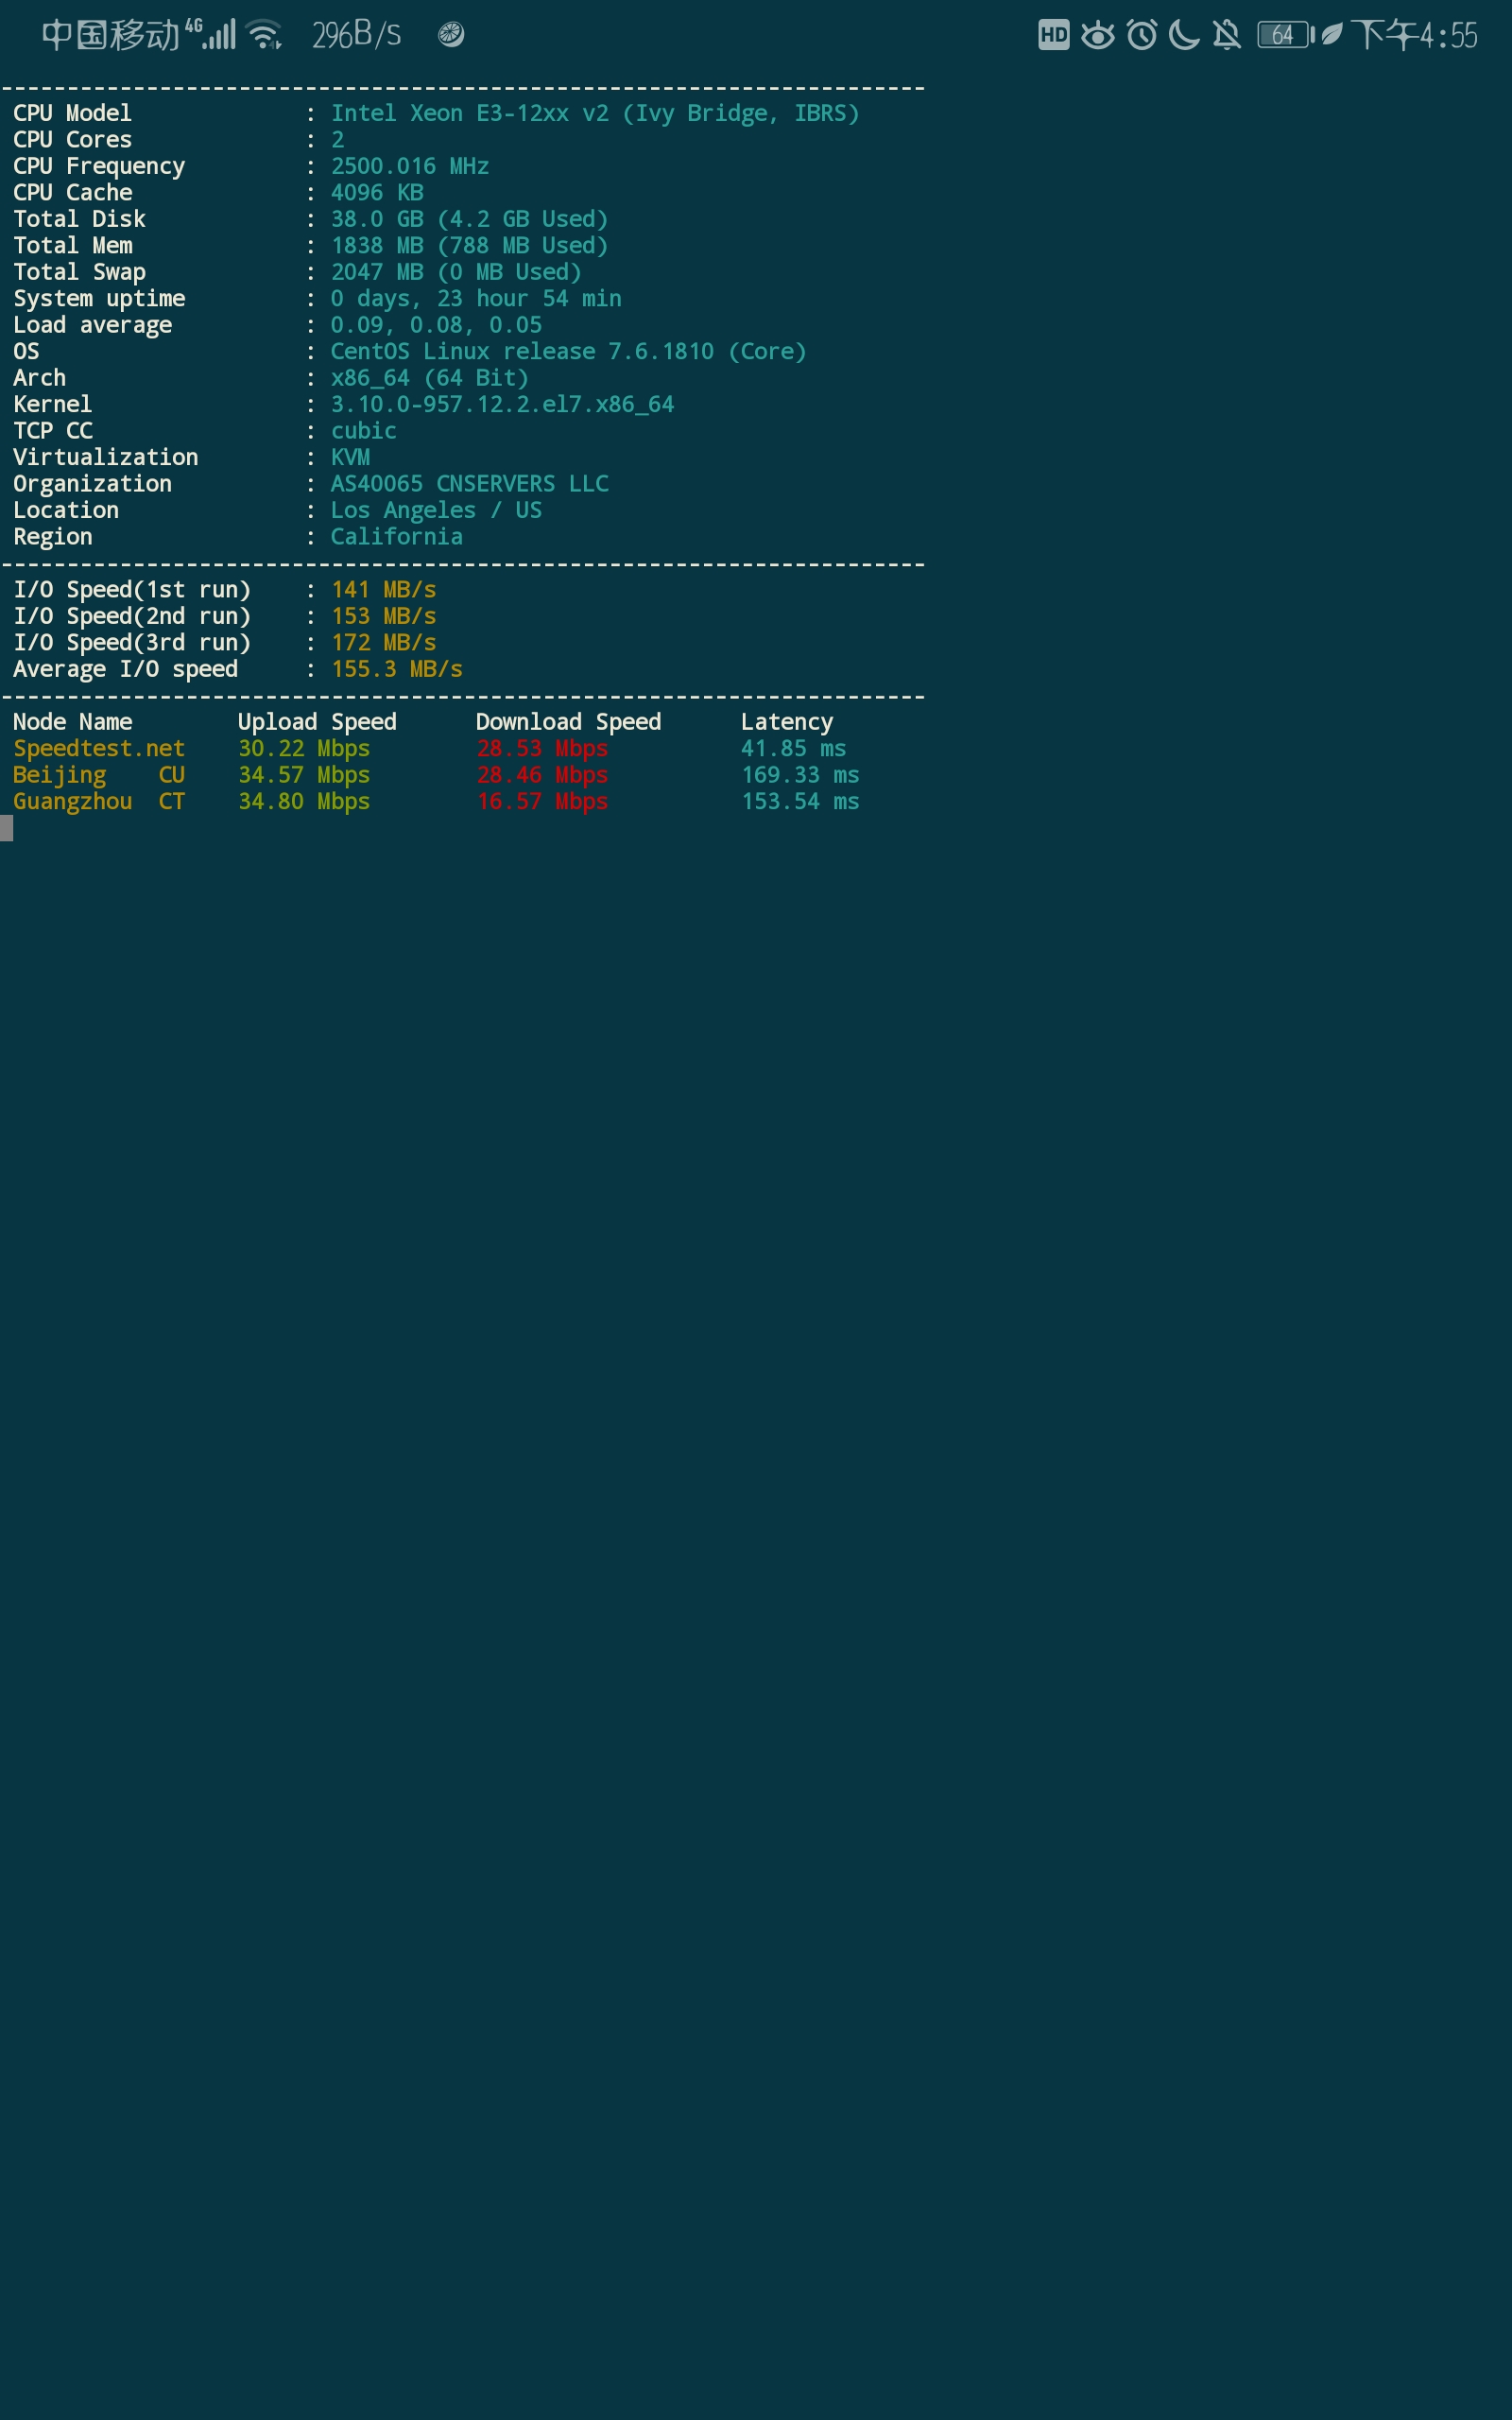 中国移动 4G 296B/s HD 64 下午4:55
----------------------------------------------------------------------
CPU Model : Intel Xeon E3-12xx v2 (Ivy Bridge, IBRS)
CPU Cores : 2
CPU Frequency : 2500.016 MHz
CPU Cache : 4096 KB
Total Disk : 38.0 GB (4.2 GB Used)
Total Mem : 1838 MB (788 MB Used)
Total Swap : 2047 MB (0 MB Used)
System uptime : 0 days, 23 hour 54 min
Load average : 0.09, 0.08, 0.05
OS : CentOS Linux release 7.6.1810 (Core)
Arch : x86_64 (64 Bit)
Kernel : 3.10.0-957.12.2.el7.x86_64
TCP CC : cubic
Virtualization : KVM
Organization : AS40065 CNSERVERS LLC
Location : Los Angeles / US
Region : California
----------------------------------------------------------------------
I/O Speed(1st run) : 141 MB/s
I/O Speed(2nd run) : 153 MB/s
I/O Speed(3rd run) : 172 MB/s
Average I/O speed : 155.3 MB/s
----------------------------------------------------------------------
Node Name Upload Speed Download Speed Latency
Speedtest.net 30.22 Mbps 28.53 Mbps 41.85 ms
Beijing CU 34.57 Mbps 28.46 Mbps 169.33 ms
Guangzhou CT 34.80 Mbps 16.57 Mbps 153.54 ms